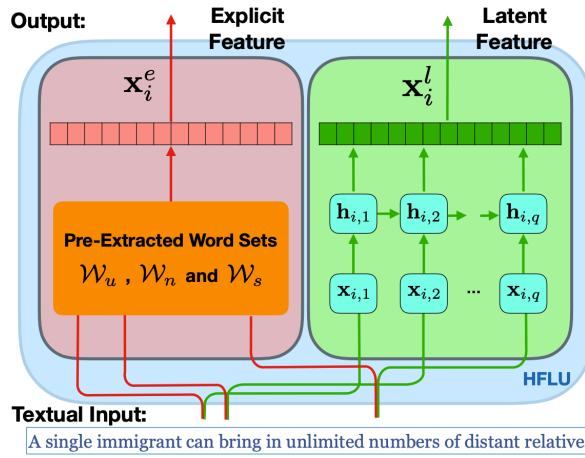 Output:
Explicit Feature
Latent Feature
x_i^e
x_i^l
h_{i,1}
h_{i,2}
h_{i,q}
Pre-Extracted Word Sets
W_u , W_n and W_s
x_{i,1}
x_{i,2}
...
x_{i,q}
HFLU
Textual Input:
A single immigrant can bring in unlimited numbers of distant relative